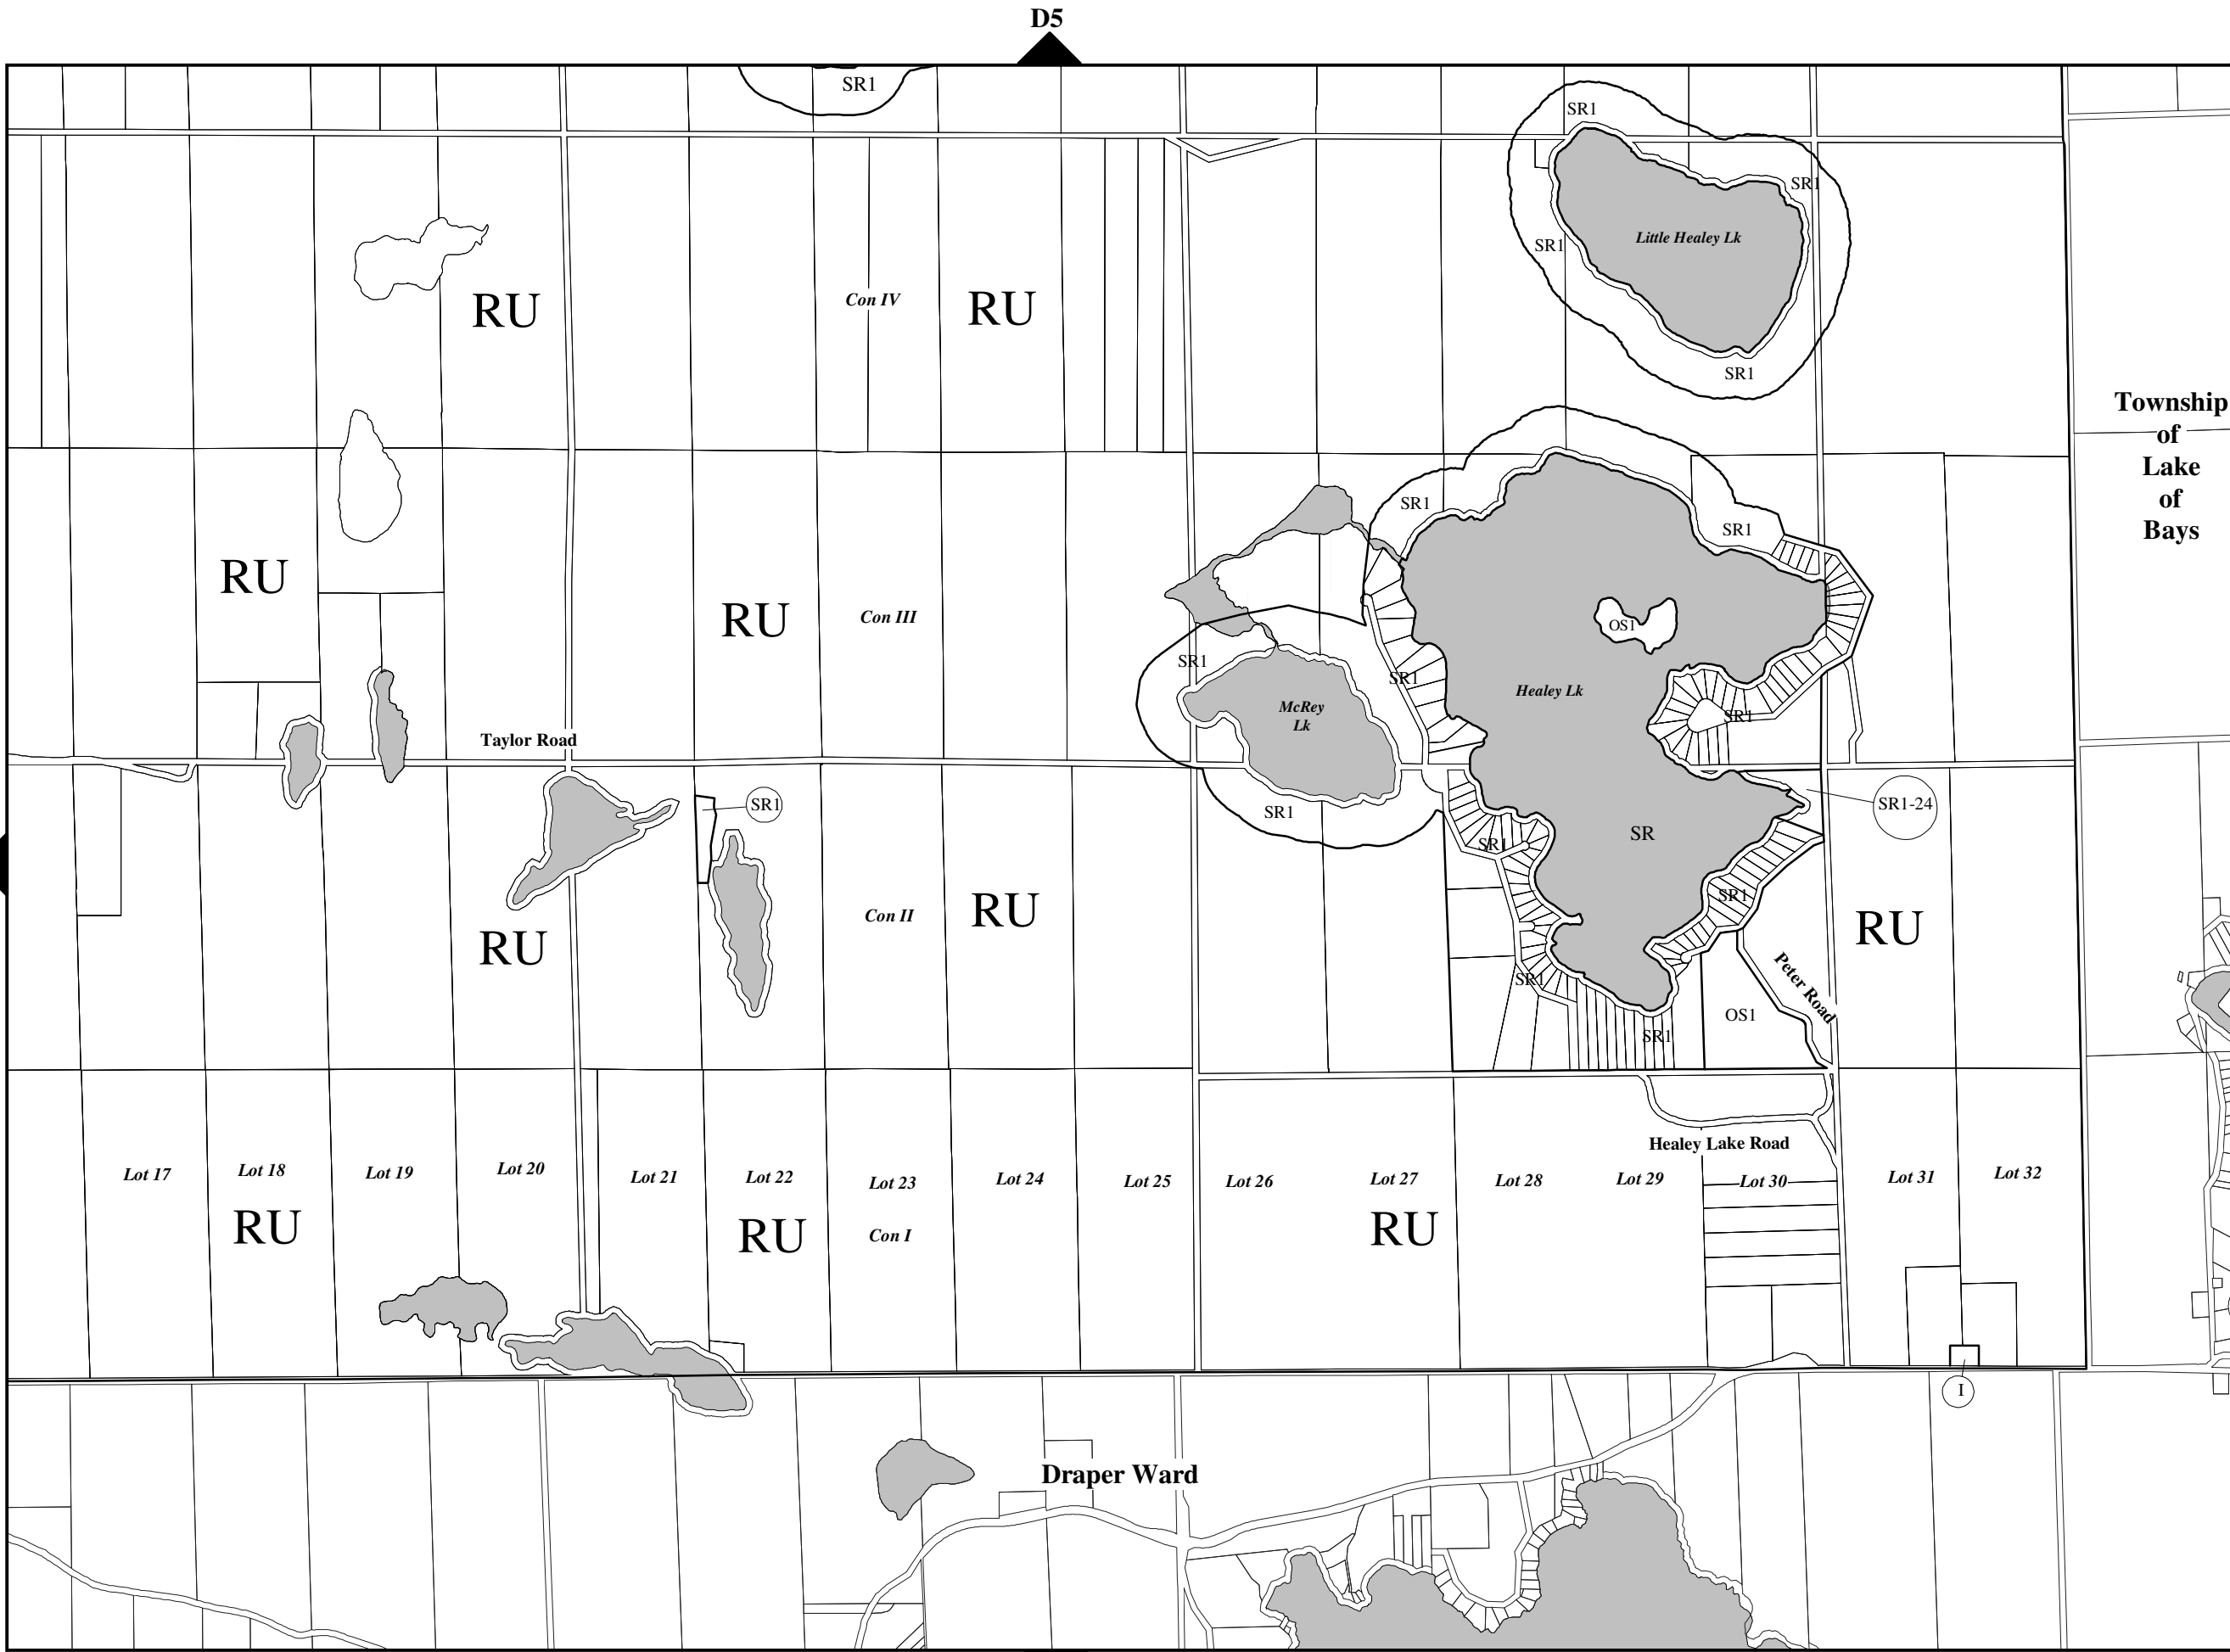 D5
SR1
SR1
SR1
Little Healey Lk
SR1
Con IV
RU
RU
SR1
Township
of
Lake
of
Bays
SR1
SR1
RU
RU
Con III
OS1
SR1
SR1
Healey Lk
McRey
Lk
SR1
Taylor Road
SR1
SR1-24
SR1
SR
SR1
SR1
RU
Con II
RU
RU
Peter Road
SR1
OS1
SR1
Healey Lake Road
Lot 17
Lot 18
Lot 19
Lot 20
Lot 21
Lot 22
Lot 23
Lot 24
Lot 25
Lot 26
Lot 27
Lot 28
Lot 29
Lot 30
Lot 31
Lot 32
RU
RU
Con I
RU
I
Draper Ward